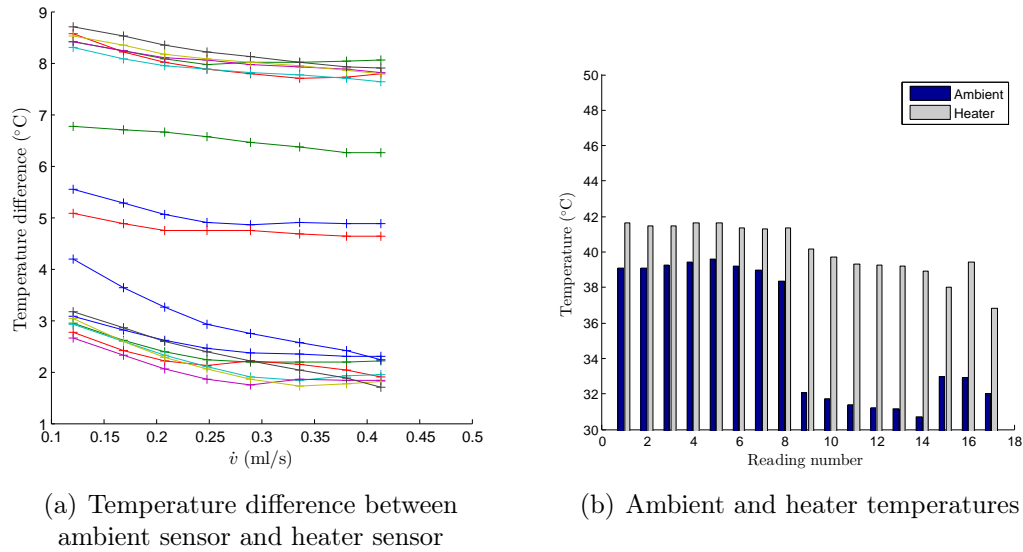 9
8
7
6
5
4
3
2
1
0.1 0.15 0.2 0.25 0.3 0.35 0.4 0.45 0.5
Temperature difference (°C)
v̇ (ml/s)
(a) Temperature difference between
ambient sensor and heater sensor
50
48
46
44
42
40
38
36
34
32
30
0 2 4 6 8 10 12 14 16 18
Temperature (°C)
Reading number
Ambient
Heater
(b) Ambient and heater temperatures